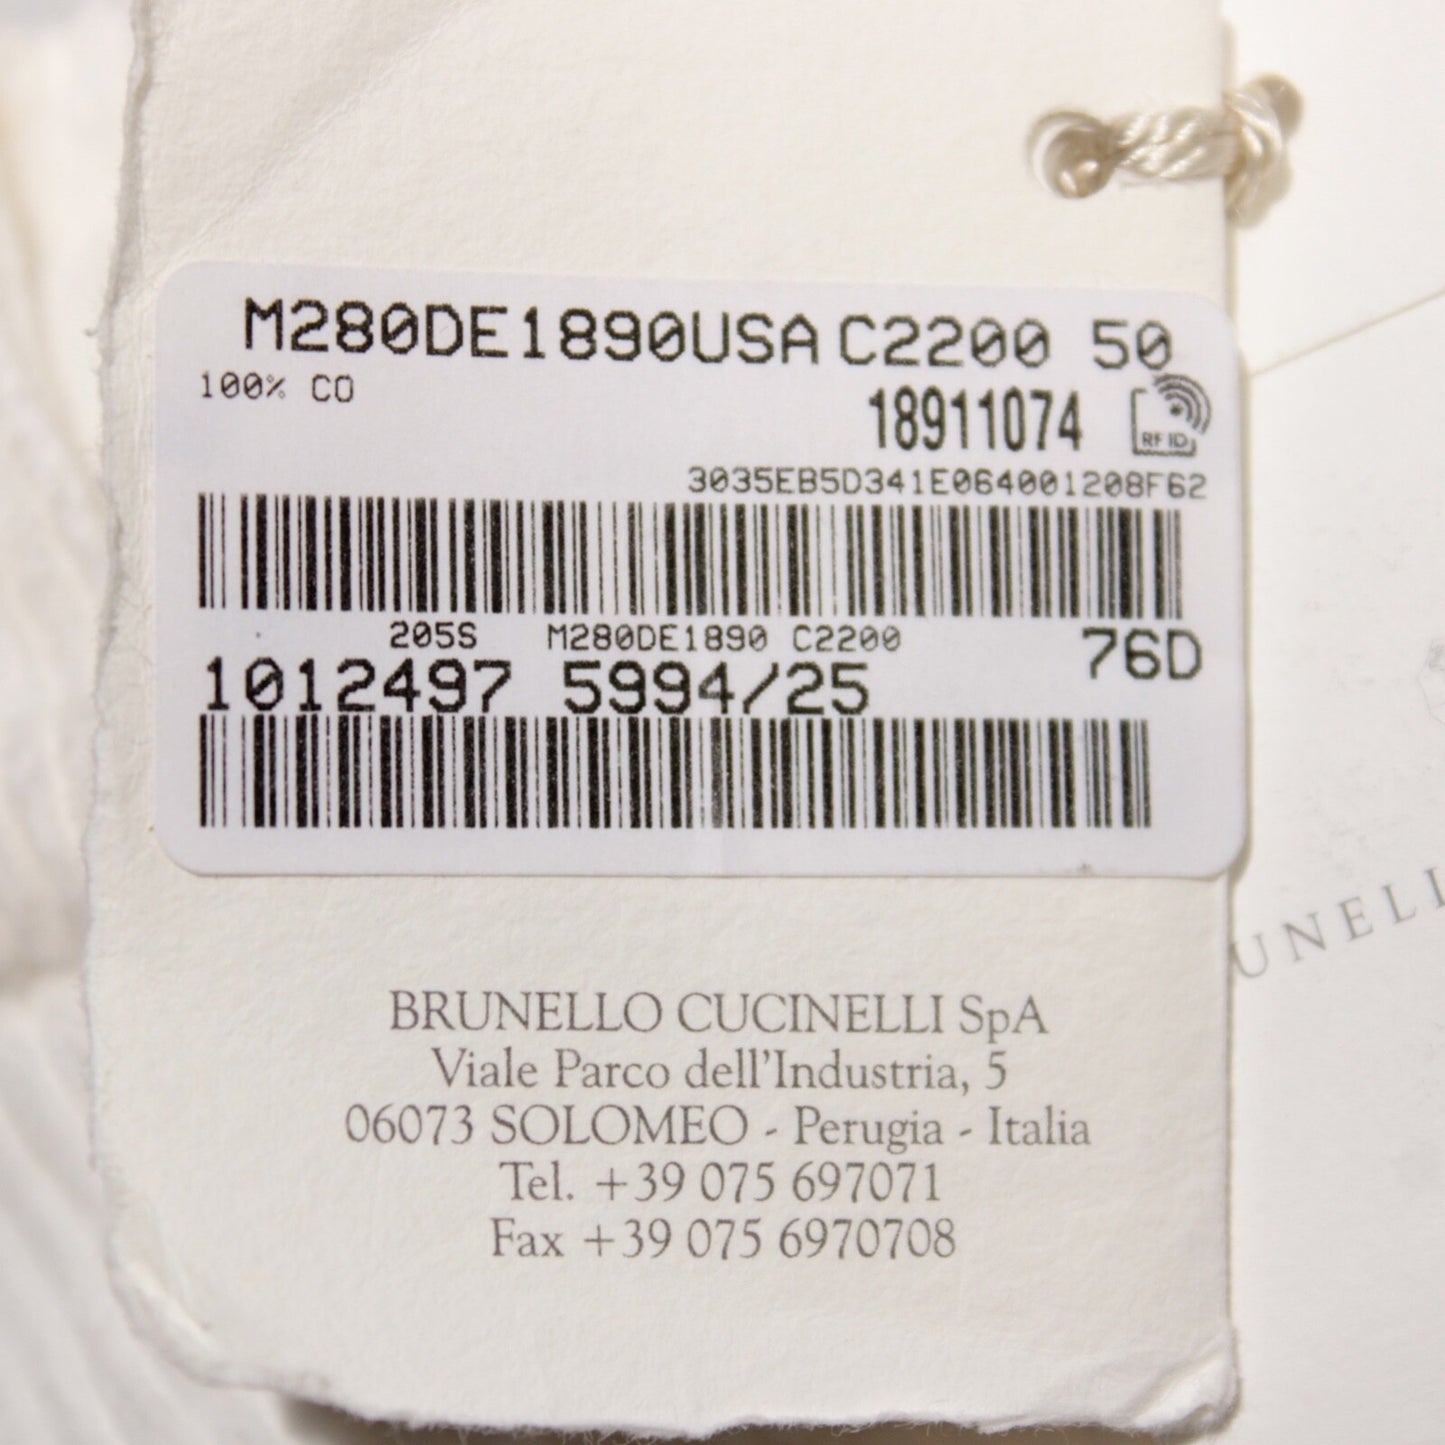 M280DE1890USA C2200 50
100% CO
18911074
RFID
3035EB5D341E064001208F62
205S M280DE1890 C2200
76D
1012497 5994/25
BRUNELLO CUCINELLI SpA
Viale Parco dell'Industria, 5
06073 SOLOMEO - Perugia - Italia
Tel. +39 075 697071
Fax +39 075 6970708
UNELLI